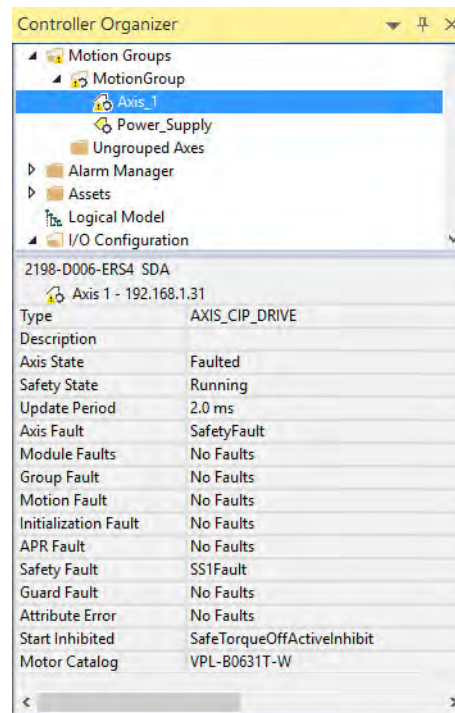 Controller Organizer
Motion Groups
MotionGroup
Axis_1
Power_Supply
Ungrouped Axes
Alarm Manager
Assets
Logical Model
I/O Configuration
2198-D006-ERS4 SDA
Axis 1 - 192.168.1.31
Type AXIS_CIP_DRIVE
Description
Axis State Faulted
Safety State Running
Update Period 2.0 ms
Axis Fault SafetyFault
Module Faults No Faults
Group Fault No Faults
Motion Fault No Faults
Initialization Fault No Faults
APR Fault No Faults
Safety Fault SS1Fault
Guard Fault No Faults
Attribute Error No Faults
Start Inhibited SafeTorqueOffActiveInhibit
Motor Catalog VPL-B0631T-W